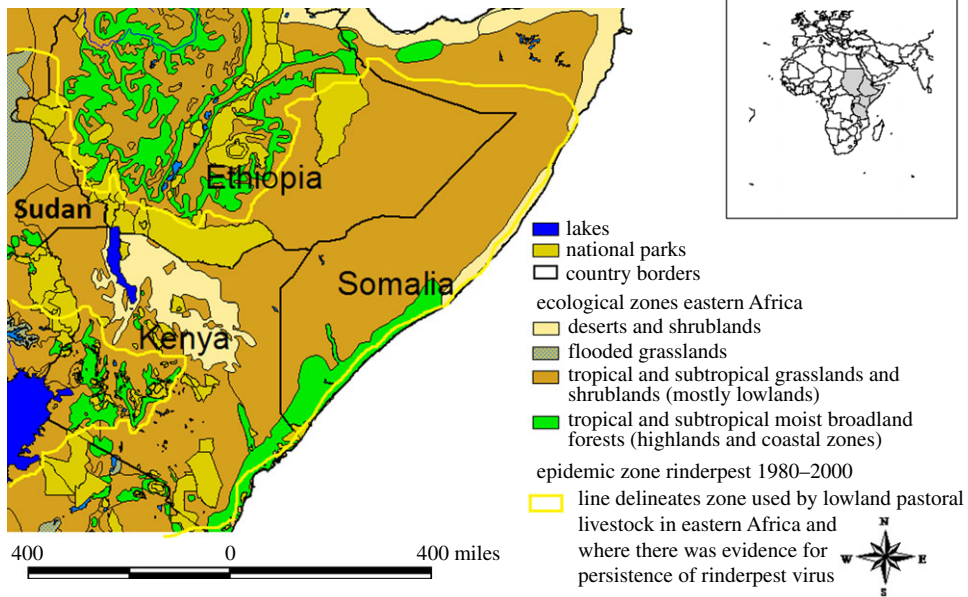 Ethiopia
Sudan
Somalia
Kenya
lakes
national parks
country borders
ecological zones eastern Africa
deserts and shrublands
flooded grasslands
tropical and subtropical grasslands and
shrublands (mostly lowlands)
tropical and subtropical moist broadland
forests (highlands and coastal zones)
epidemic zone rinderpest 1980–2000
line delineates zone used by lowland pastoral
livestock in eastern Africa and
where there was evidence for
persistence of rinderpest virus
N
W E
S
400 0 400 miles